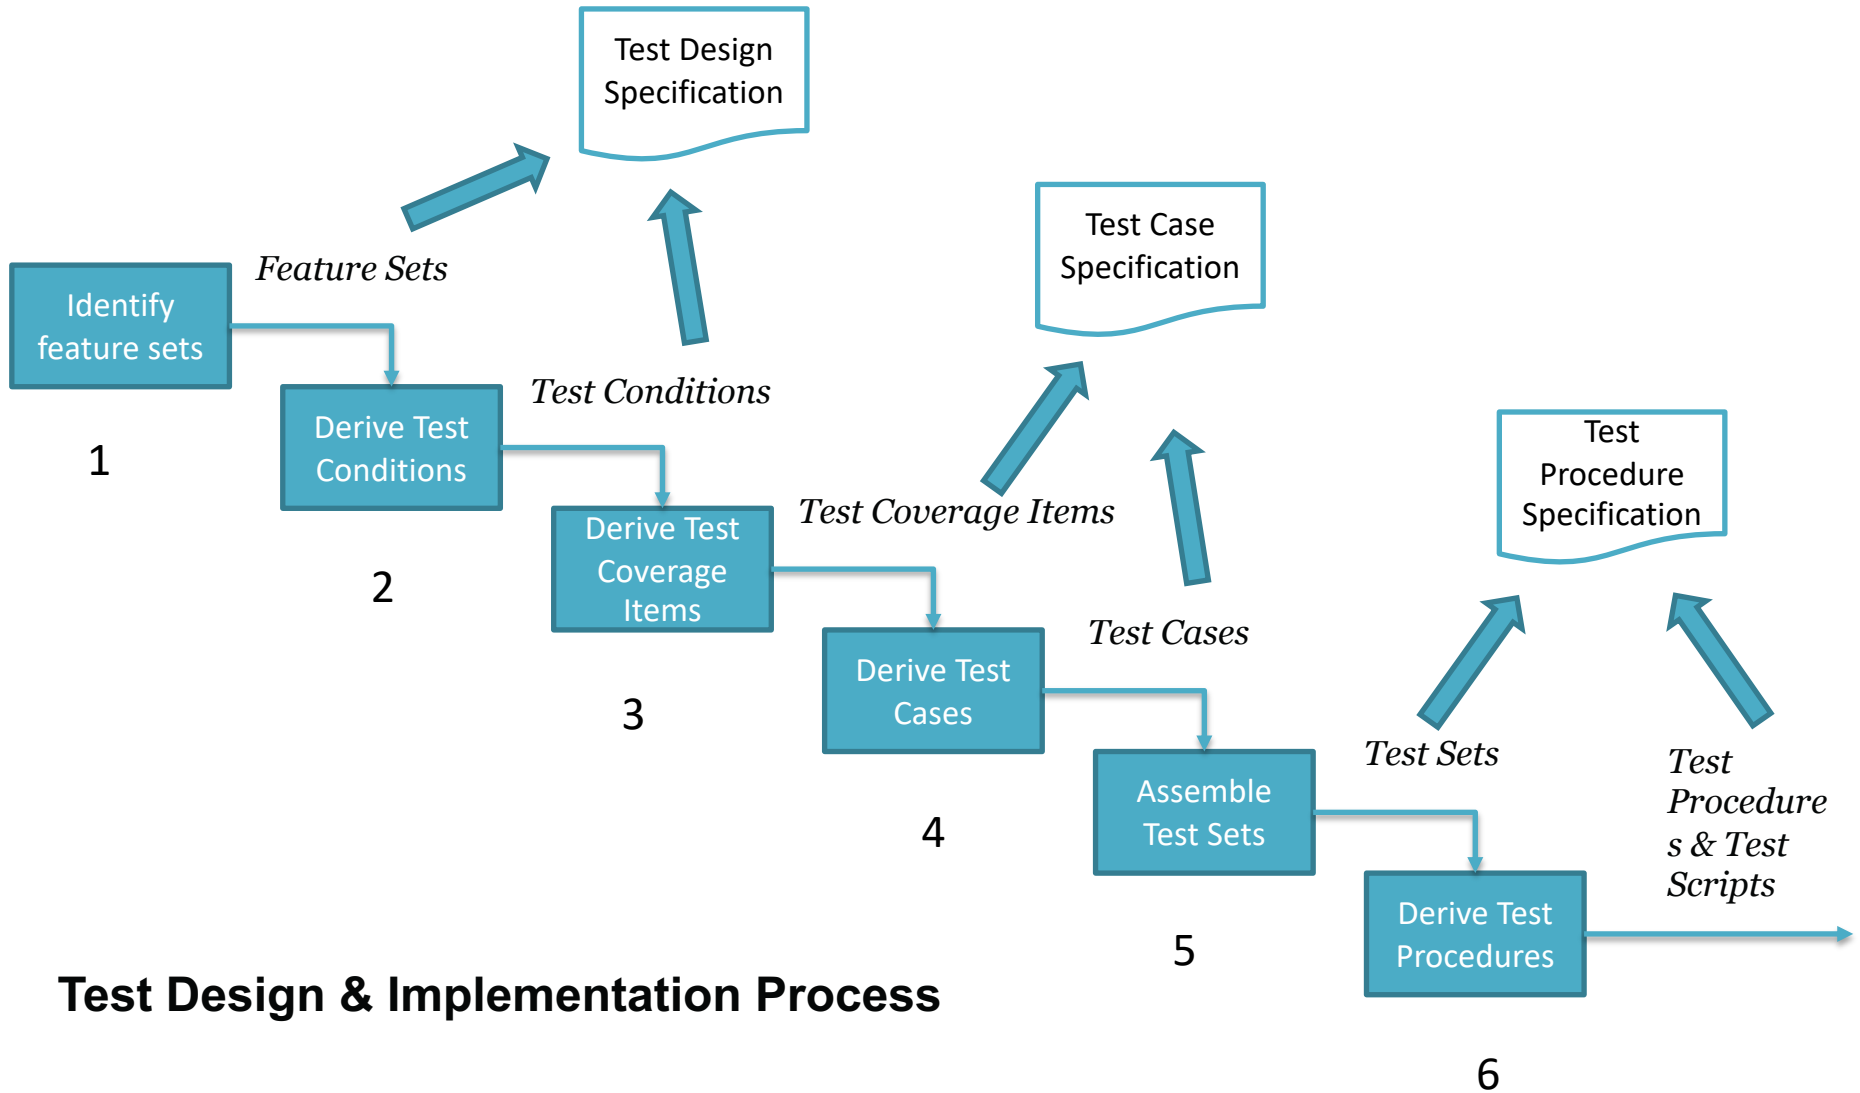 Test Design
Specification
Test Case
Specification
Feature Sets
Identify
feature sets
Test Conditions
Derive Test
Conditions
1
Test
Procedure
Specification
Test Coverage Items
Derive Test
Coverage
Items
2
Test Cases
Derive Test
Cases
3
Test Sets
Test
Procedure
s & Test
Scripts
Assemble
Test Sets
4
Derive Test
Procedures
5
Test Design & Implementation Process
6